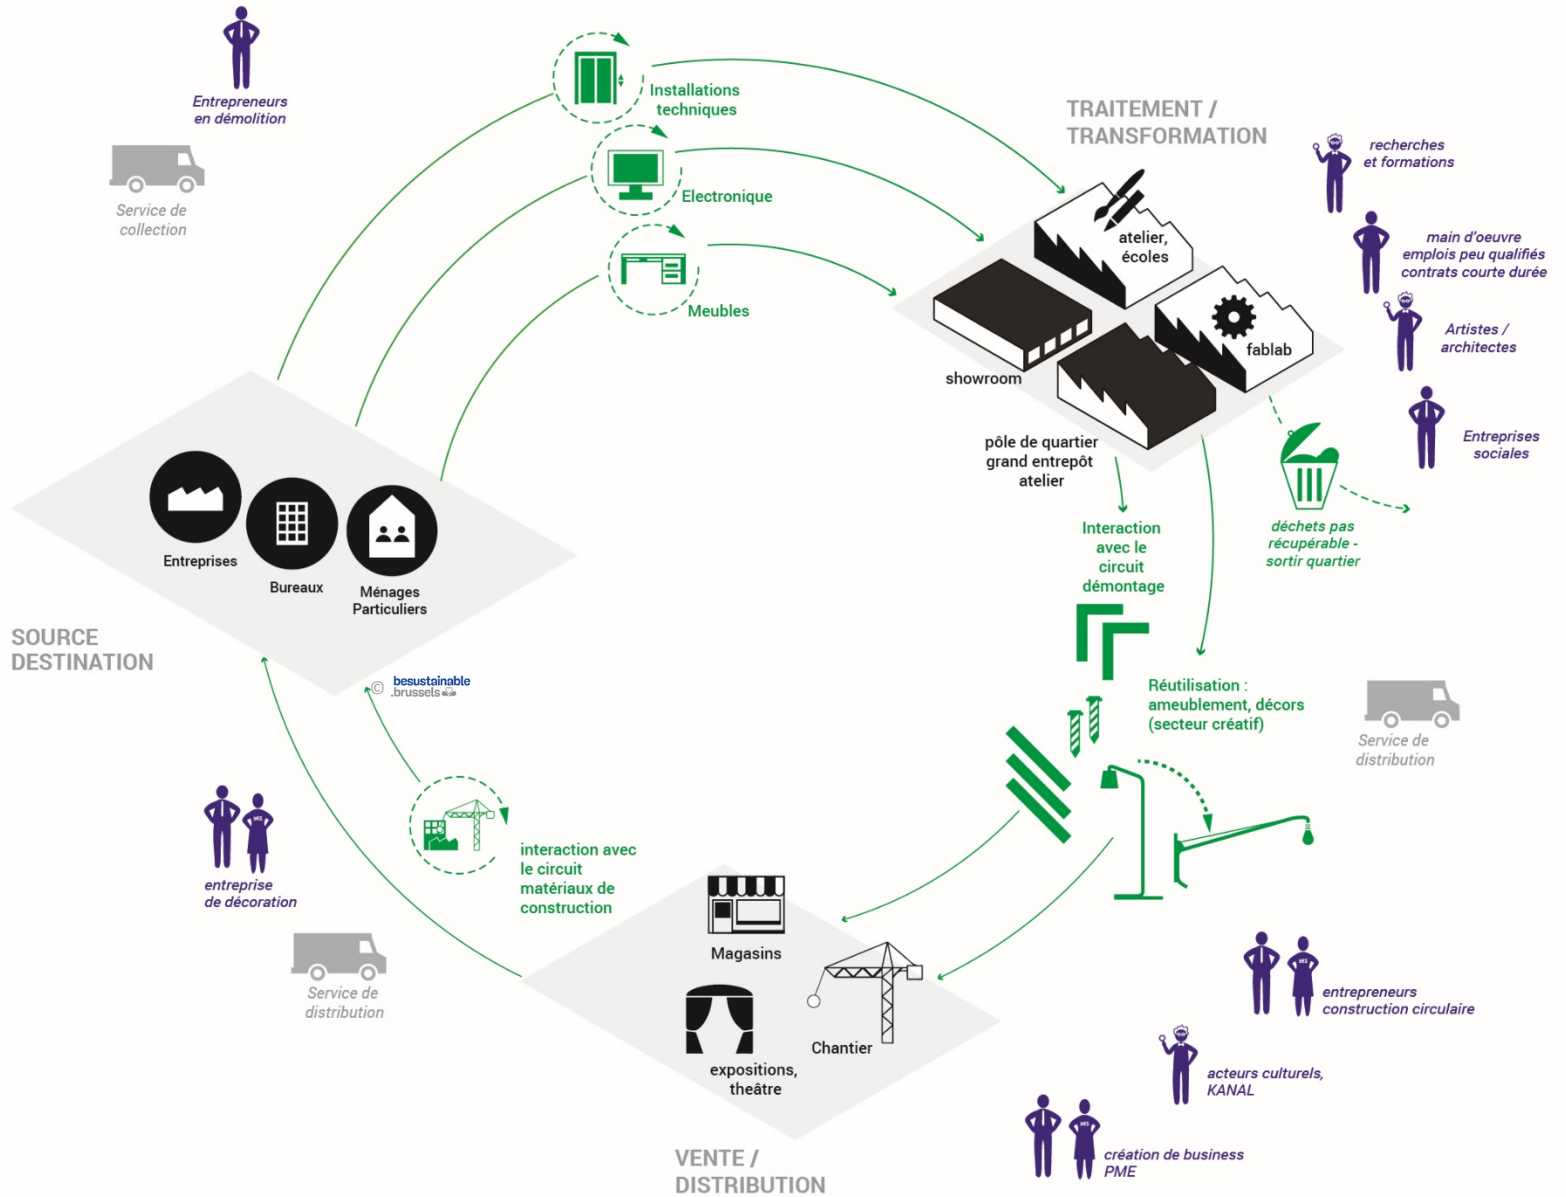 Entrepreneurs
en démolition
Service de
collection
Installations
techniques
Electronique
Meubles
TRAITEMENT /
TRANSFORMATION
atelier,
écoles
fablab
showroom
pôle de quartier
grand entrepôt
atelier
recherches
et formations
main d'oeuvre
emplois peu qualifiés
contrats courte durée
Artistes /
architectes
Entreprises
sociales
déchets pas
récupérable -
sortir quartier
Interaction
avec le
circuit
démontage
Réutilisation :
ameublement, décors
(secteur créatif)
Service de
distribution
Entreprises
Bureaux
Ménages
Particuliers
SOURCE
DESTINATION
© besustainable
.brussels
interaction avec
le circuit
matériaux de
construction
entreprise
de décoration
Service de
distribution
Magasins
Chantier
expositions,
theâtre
VENTE /
DISTRIBUTION
entrepreneurs
construction circulaire
acteurs culturels,
KANAL
création de business
PME